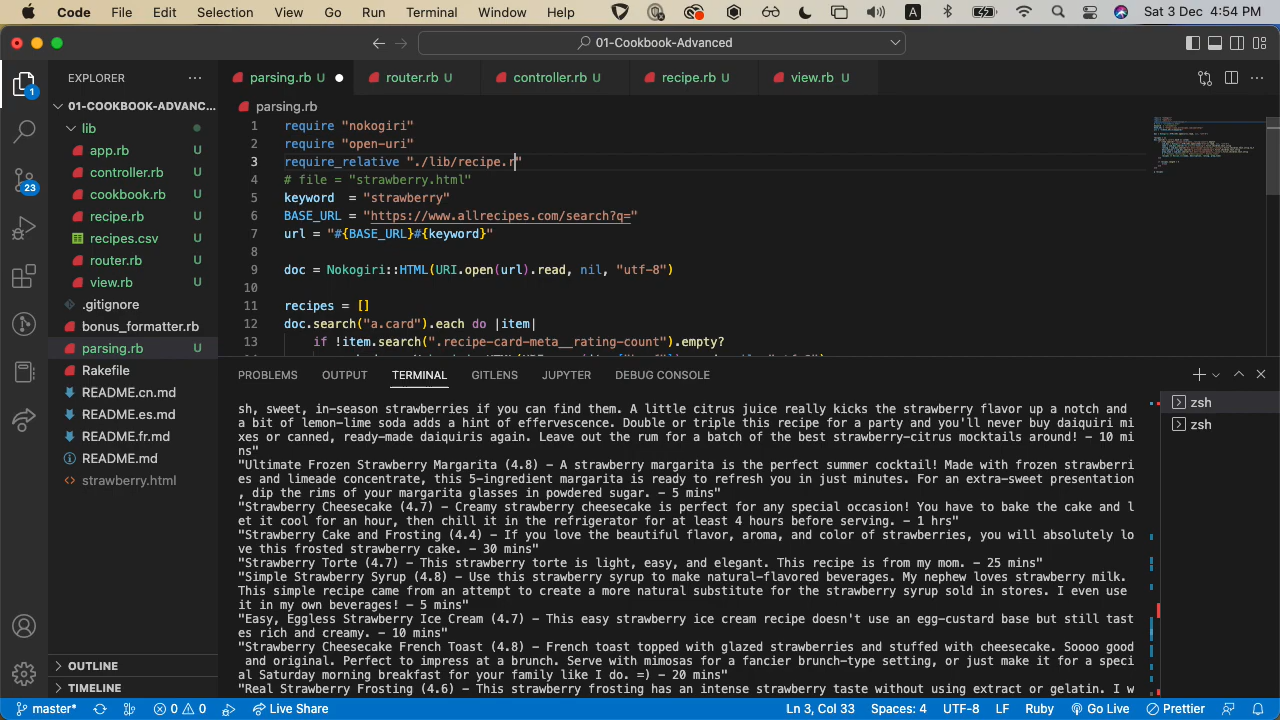 Code File Edit Selection View Go Run Terminal Window Help A Sat 3 Dec 4:54 PM
01-Cookbook-Advanced
EXPLORER
parsing.rb U
router.rb U
controller.rb U
recipe.rb U
view.rb U
1
01-COOKBOOK-ADVANC...
lib
app.rb U
controller.rb U
cookbook.rb U
recipe.rb U
recipes.csv U
router.rb U
view.rb U
.gitignore
bonus_formatter.rb
parsing.rb U
Rakefile
README.cn.md
README.es.md
README.fr.md
README.md
strawberry.html
23
OUTLINE
TIMELINE
parsing.rb
1 require "nokogiri"
2 require "open-uri"
3 require_relative "./lib/recipe.r"
4 # file = "strawberry.html"
5 keyword  = "strawberry"
6 BASE_URL = "https://www.allrecipes.com/search?q="
7 url = "#{BASE_URL}#{keyword}"
8
9 doc = Nokogiri::HTML(URI.open(url).read, nil, "utf-8")
10
11 recipes = []
12 doc.search("a.card").each do |item|
13 if !item.search(".recipe-card-meta__rating-count").empty?
PROBLEMS OUTPUT TERMINAL GITLENS JUPYTER DEBUG CONSOLE
zsh
zsh
sh, sweet, in-season strawberries if you can find them. A little citrus juice really kicks the strawberry flavor up a notch and
a bit of lemon-lime soda adds a hint of effervescence. Double or triple this recipe for a party and you'll never buy daiquiri mi
xes or canned, ready-made daiquiris again. Leave out the rum for a batch of the best strawberry-citrus mocktails around! - 10 mi
ns"
"Ultimate Frozen Strawberry Margarita (4.8) - A strawberry margarita is the perfect summer cocktail! Made with frozen strawberri
es and limeade concentrate, this 5-ingredient margarita is ready to refresh you in just minutes. For an extra-sweet presentation
, dip the rims of your margarita glasses in powdered sugar. - 5 mins"
"Strawberry Cheesecake (4.7) - Creamy strawberry cheesecake is perfect for any special occasion! You have to bake the cake and l
et it cool for an hour, then chill it in the refrigerator for at least 4 hours before serving. - 1 hrs"
"Strawberry Cake and Frosting (4.4) - If you love the beautiful flavor, aroma, and color of strawberries, you will absolutely lo
ve this frosted strawberry cake. - 30 mins"
"Strawberry Torte (4.7) - This strawberry torte is light, easy, and elegant. This recipe is from my mom. - 25 mins"
"Simple Strawberry Syrup (4.8) - Use this strawberry syrup to make natural-flavored beverages. My nephew loves strawberry milk.
This simple recipe came from an attempt to create a more natural substitute for the strawberry syrup sold in stores. I even use
it in my own beverages! - 5 mins"
"Easy, Eggless Strawberry Ice Cream (4.7) - This easy strawberry ice cream recipe doesn't use an egg-custard base but still tast
es rich and creamy. - 10 mins"
"Strawberry Cheesecake French Toast (4.8) - French toast topped with glazed strawberries and stuffed with cheesecake. Soooo good
and original. Perfect to impress at a brunch. Serve with mimosas for a fancier brunch-type setting, or just make it for a speci
al Saturday morning breakfast for your family like I do. =) - 20 mins"
"Real Strawberry Frosting (4.6) - This strawberry frosting has an intense strawberry taste without using extract or gelatin. I w
master* 0 0 Live Share Ln 3, Col 33 Spaces: 4 UTF-8 LF Ruby Go Live Prettier